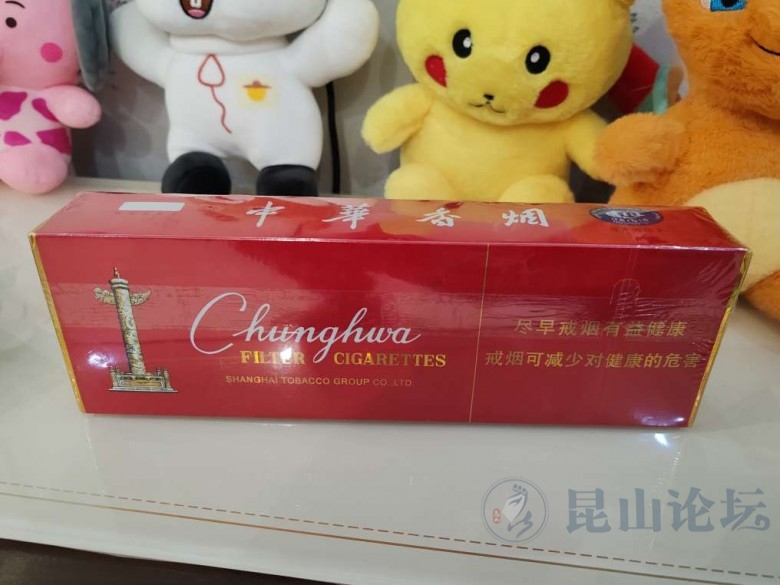 中華香烟
Chunghwa
FILTER CIGARETTES
SHANGHAI TOBACCO GROUP CO.,LTD.
尽早戒烟有益健康
戒烟可减少对健康的危害
昆山论坛